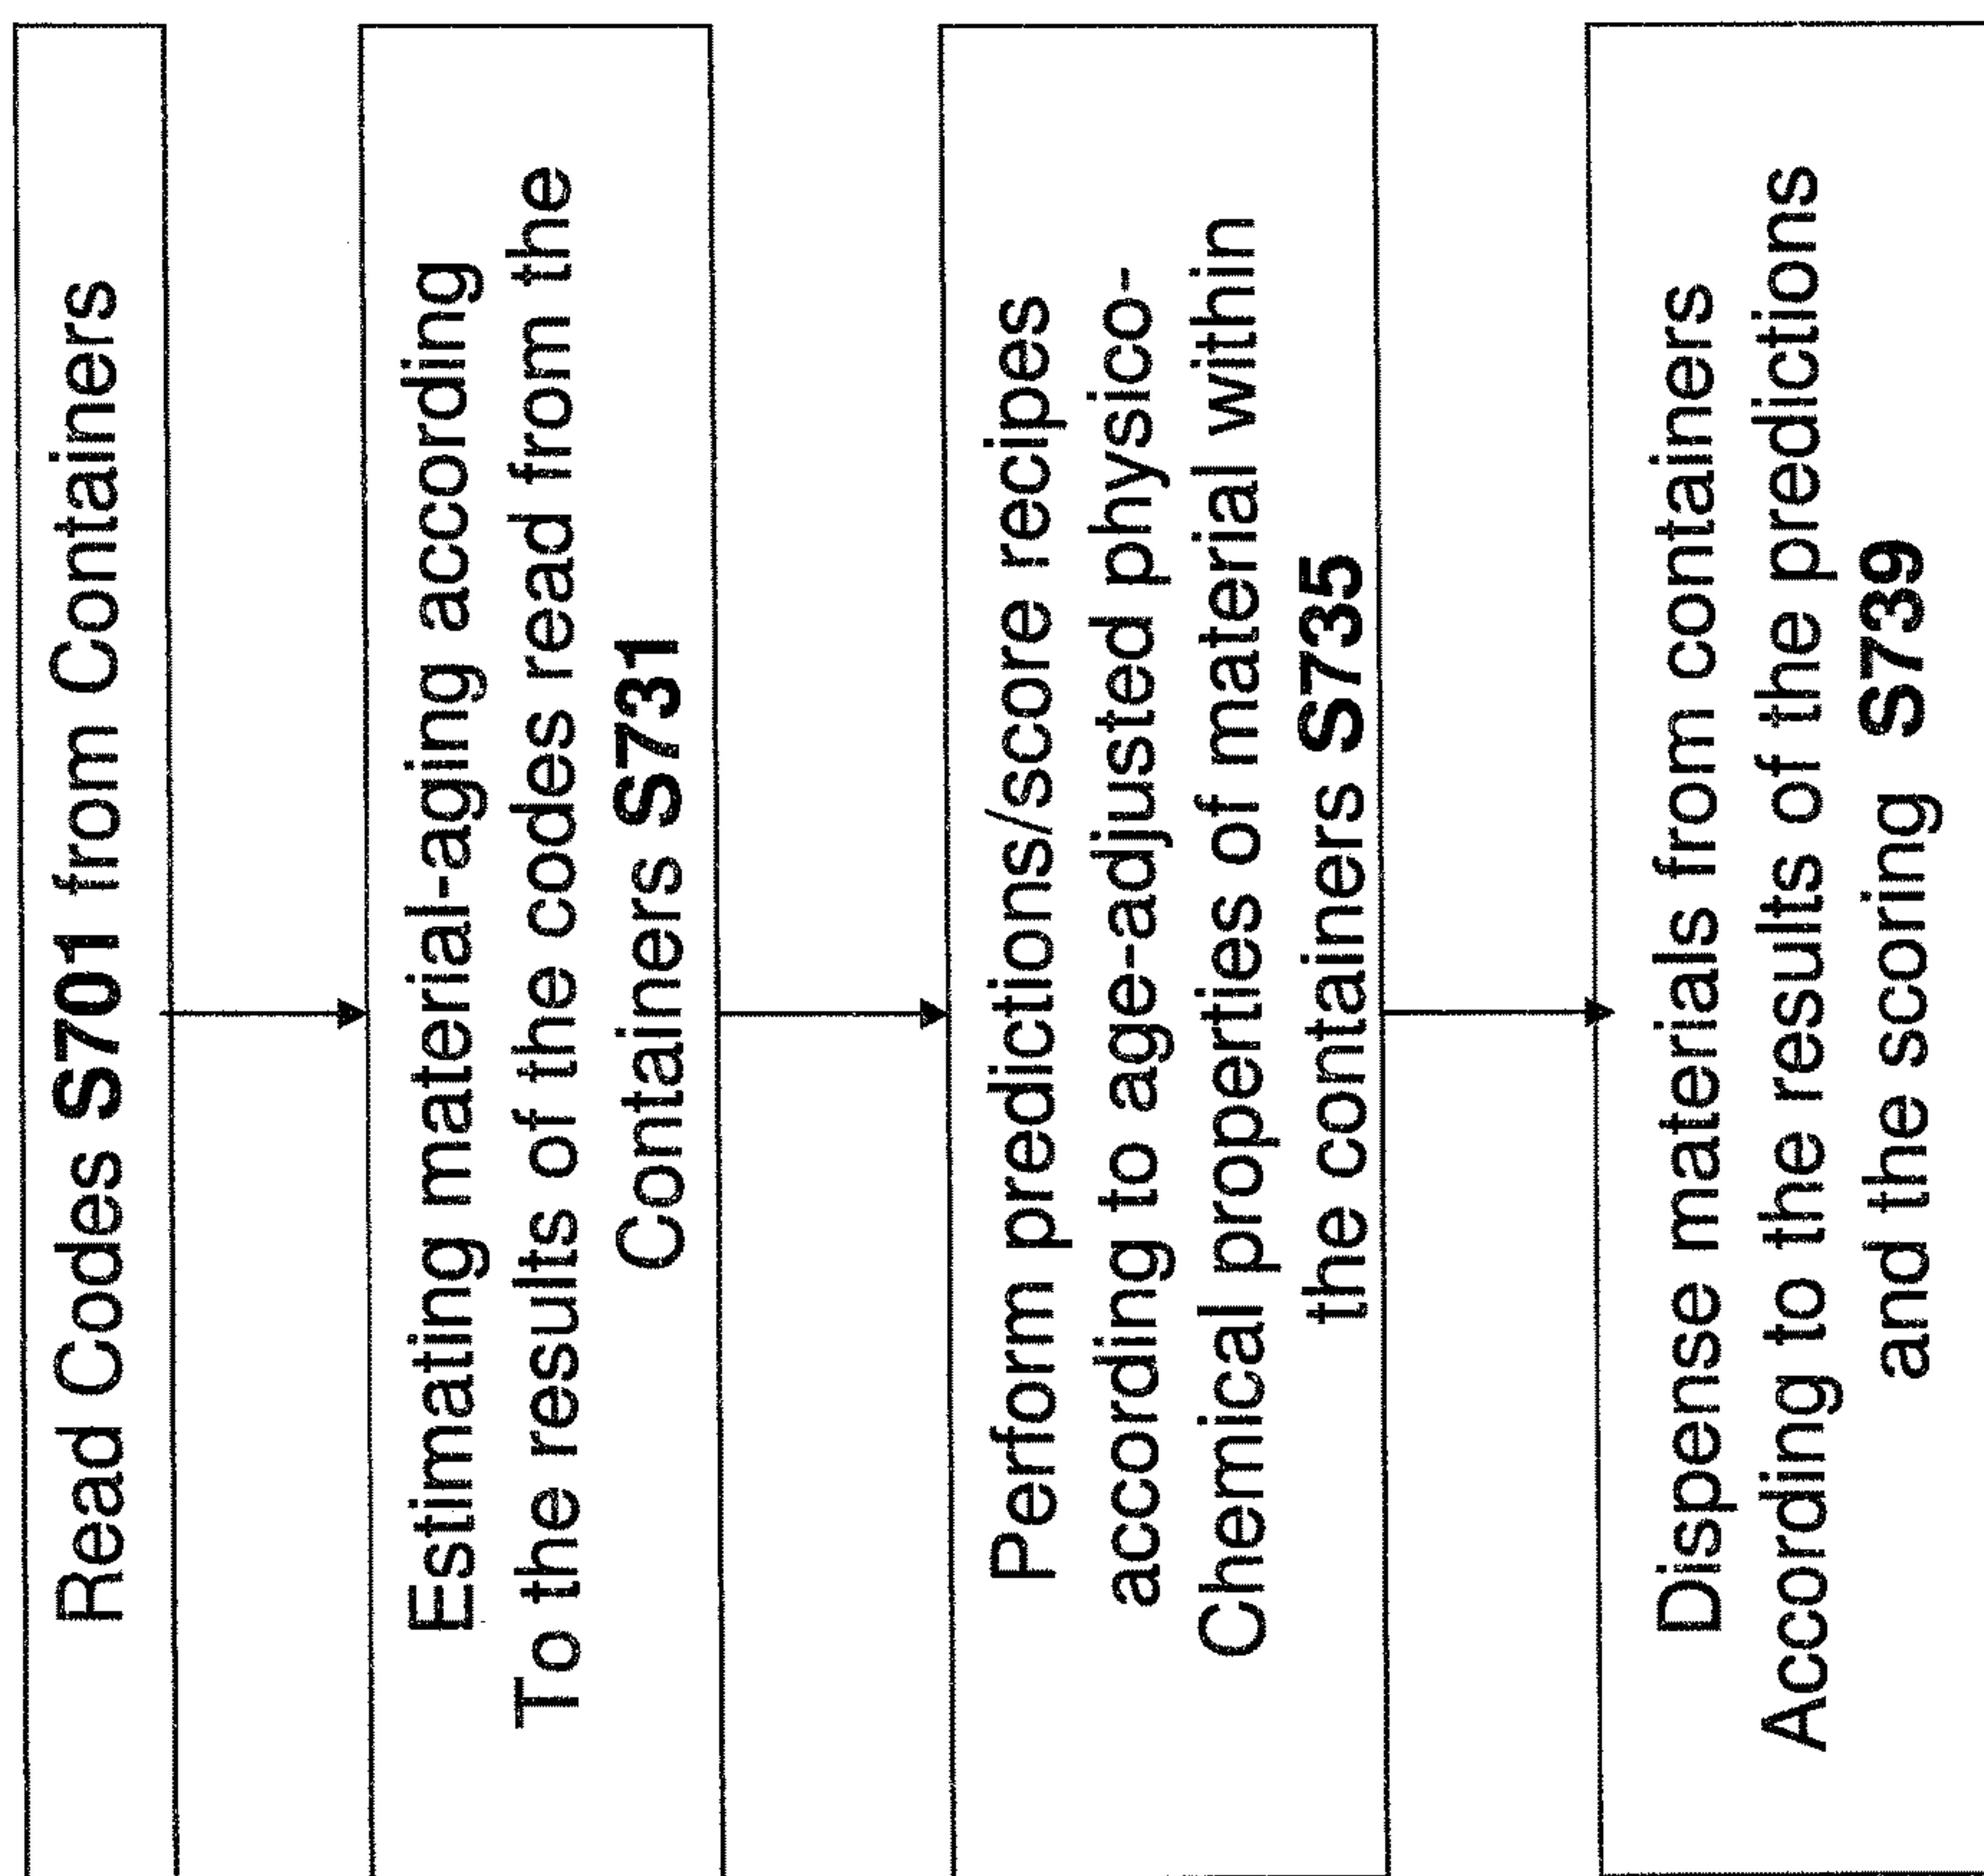 Read Codes S701 from Containers
Estimating material-aging according
To the results of the codes read from the
Containers S731
Perform predictions/score recipes
according to age-adjusted physico-
Chemical properties of material within
the containers S735
Dispense materials from containers
According to the results of the predictions
and the scoring S739